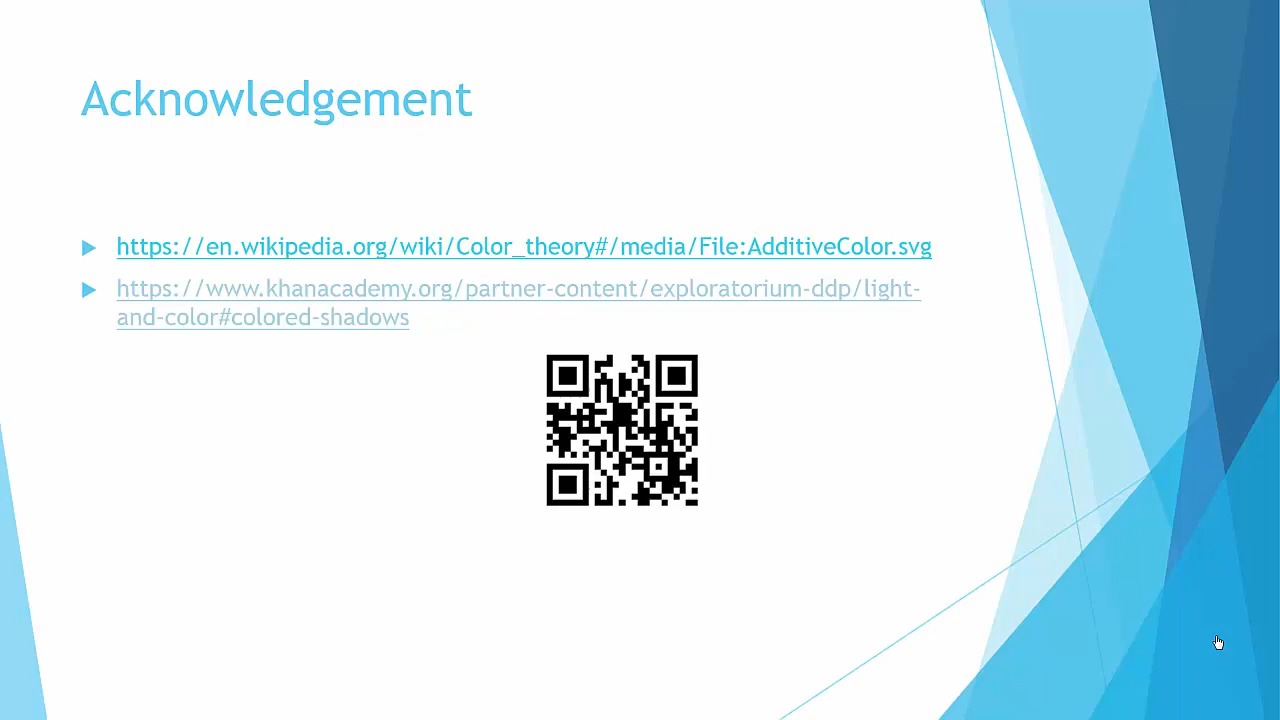 Acknowledgement
https://en.wikipedia.org/wiki/Color_theory#/media/File:AdditiveColor.svg
https://www.khanacademy.org/partner-content/exploratorium-ddp/light-
and-color#colored-shadows